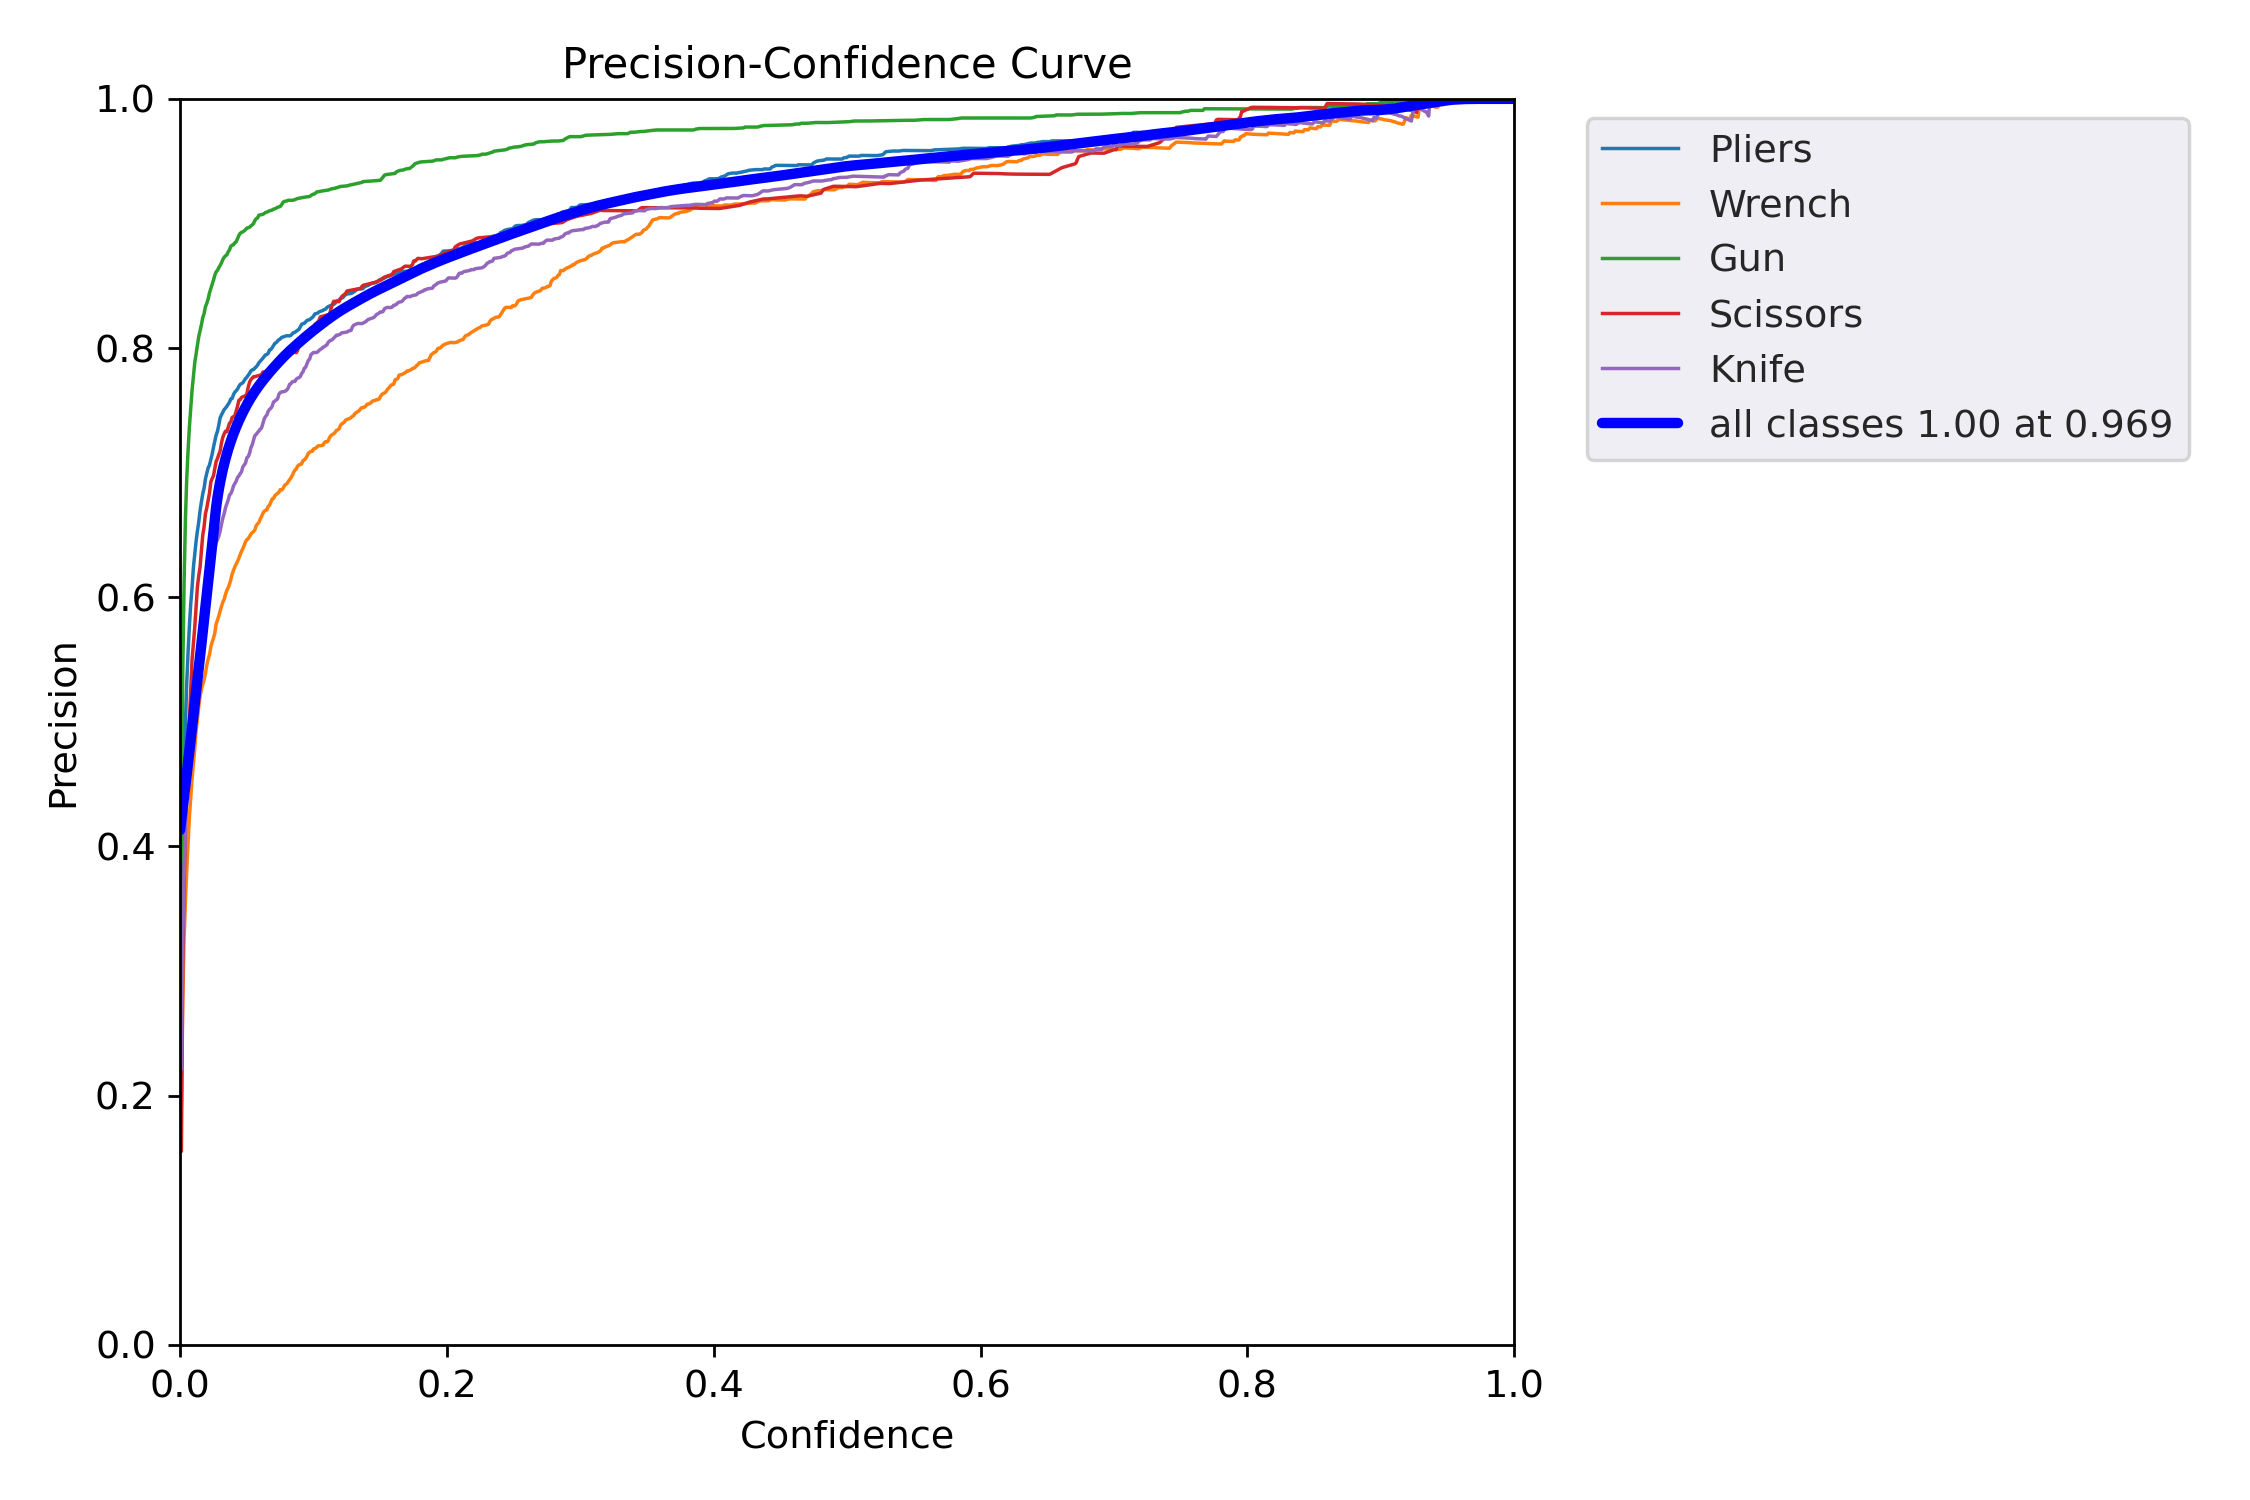 Precision-Confidence Curve
1.0
0.8
0.6
0.4
0.2
0.0
Precision
0.0 0.2 0.4 0.6 0.8 1.0
Confidence
Pliers
Wrench
Gun
Scissors
Knife
all classes 1.00 at 0.969